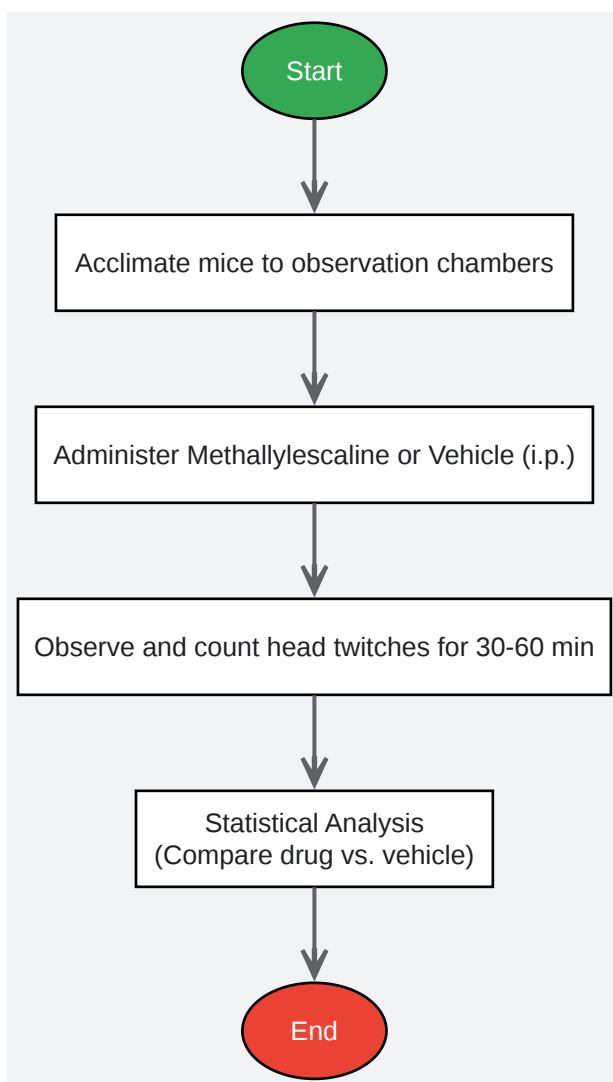 Start
Acclimate mice to observation chambers
Administer Methallylescaline or Vehicle (i.p.)
Observe and count head twitches for 30-60 min
Statistical Analysis
(Compare drug vs. vehicle)
End